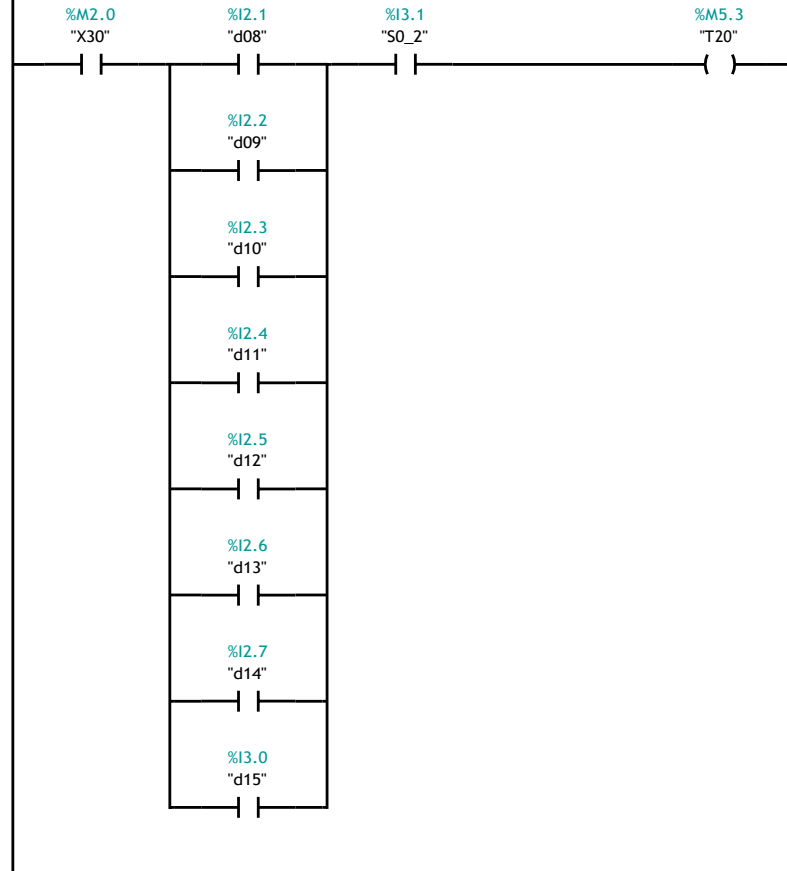 %M2.0 %I2.1 %I3.1 %M5.3
"X30" "d08" "S0_2" "T20"
%I2.2
"d09"
%I2.3
"d10"
%I2.4
"d11"
%I2.5
"d12"
%I2.6
"d13"
%I2.7
"d14"
%I3.0
"d15"